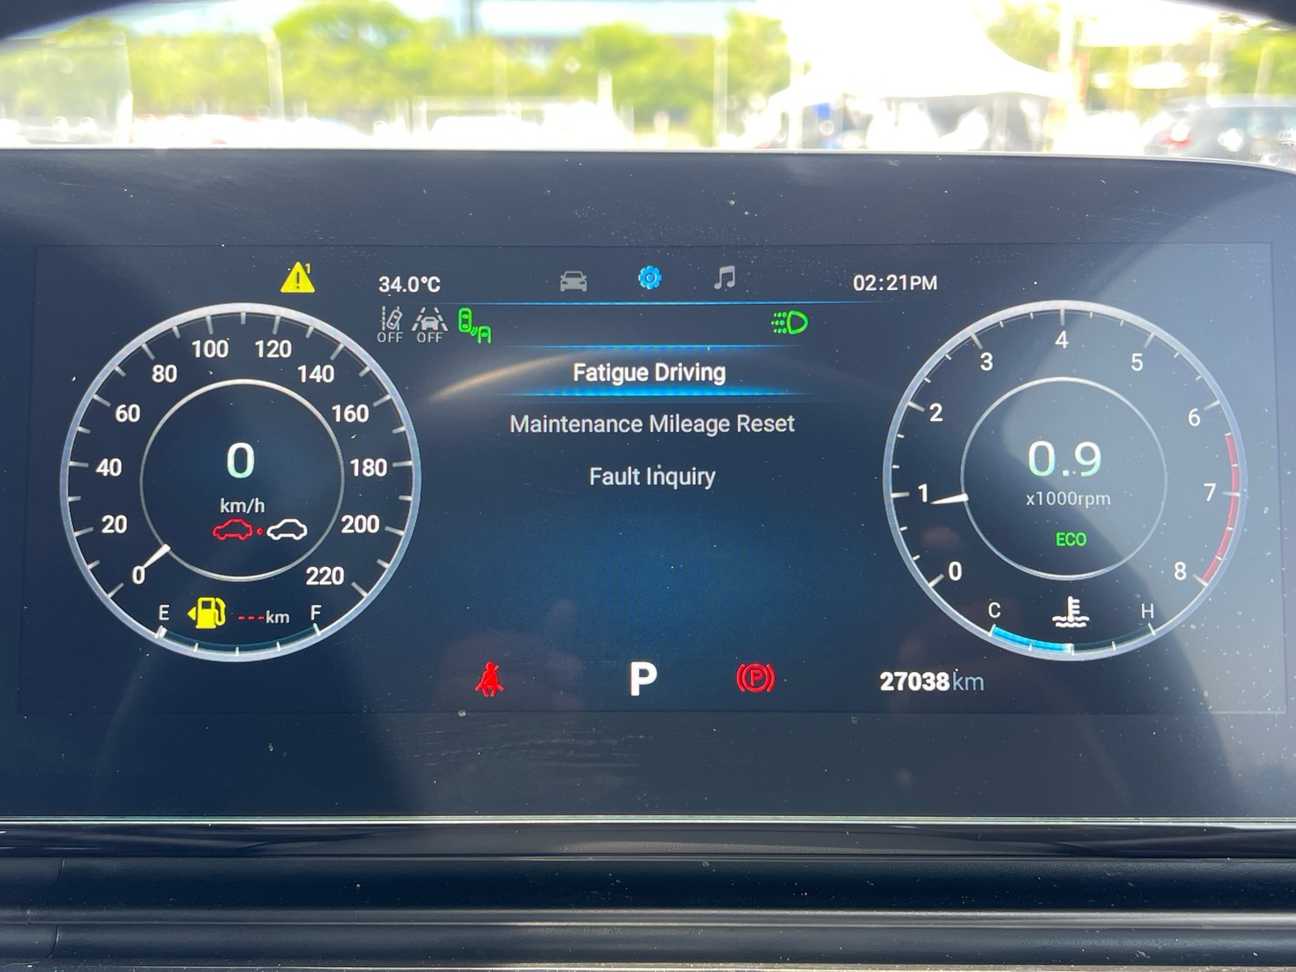 1
34.0°C
02:21PM
OFF OFF
Fatigue Driving
Maintenance Mileage Reset
Fault Inquiry
0
20
40
60
80
100
120
140
160
180
200
220
0
km/h
E
---km
F
0
1
2
3
4
5
6
7
8
0.9
x1000rpm
ECO
C
H
P
P
27038km